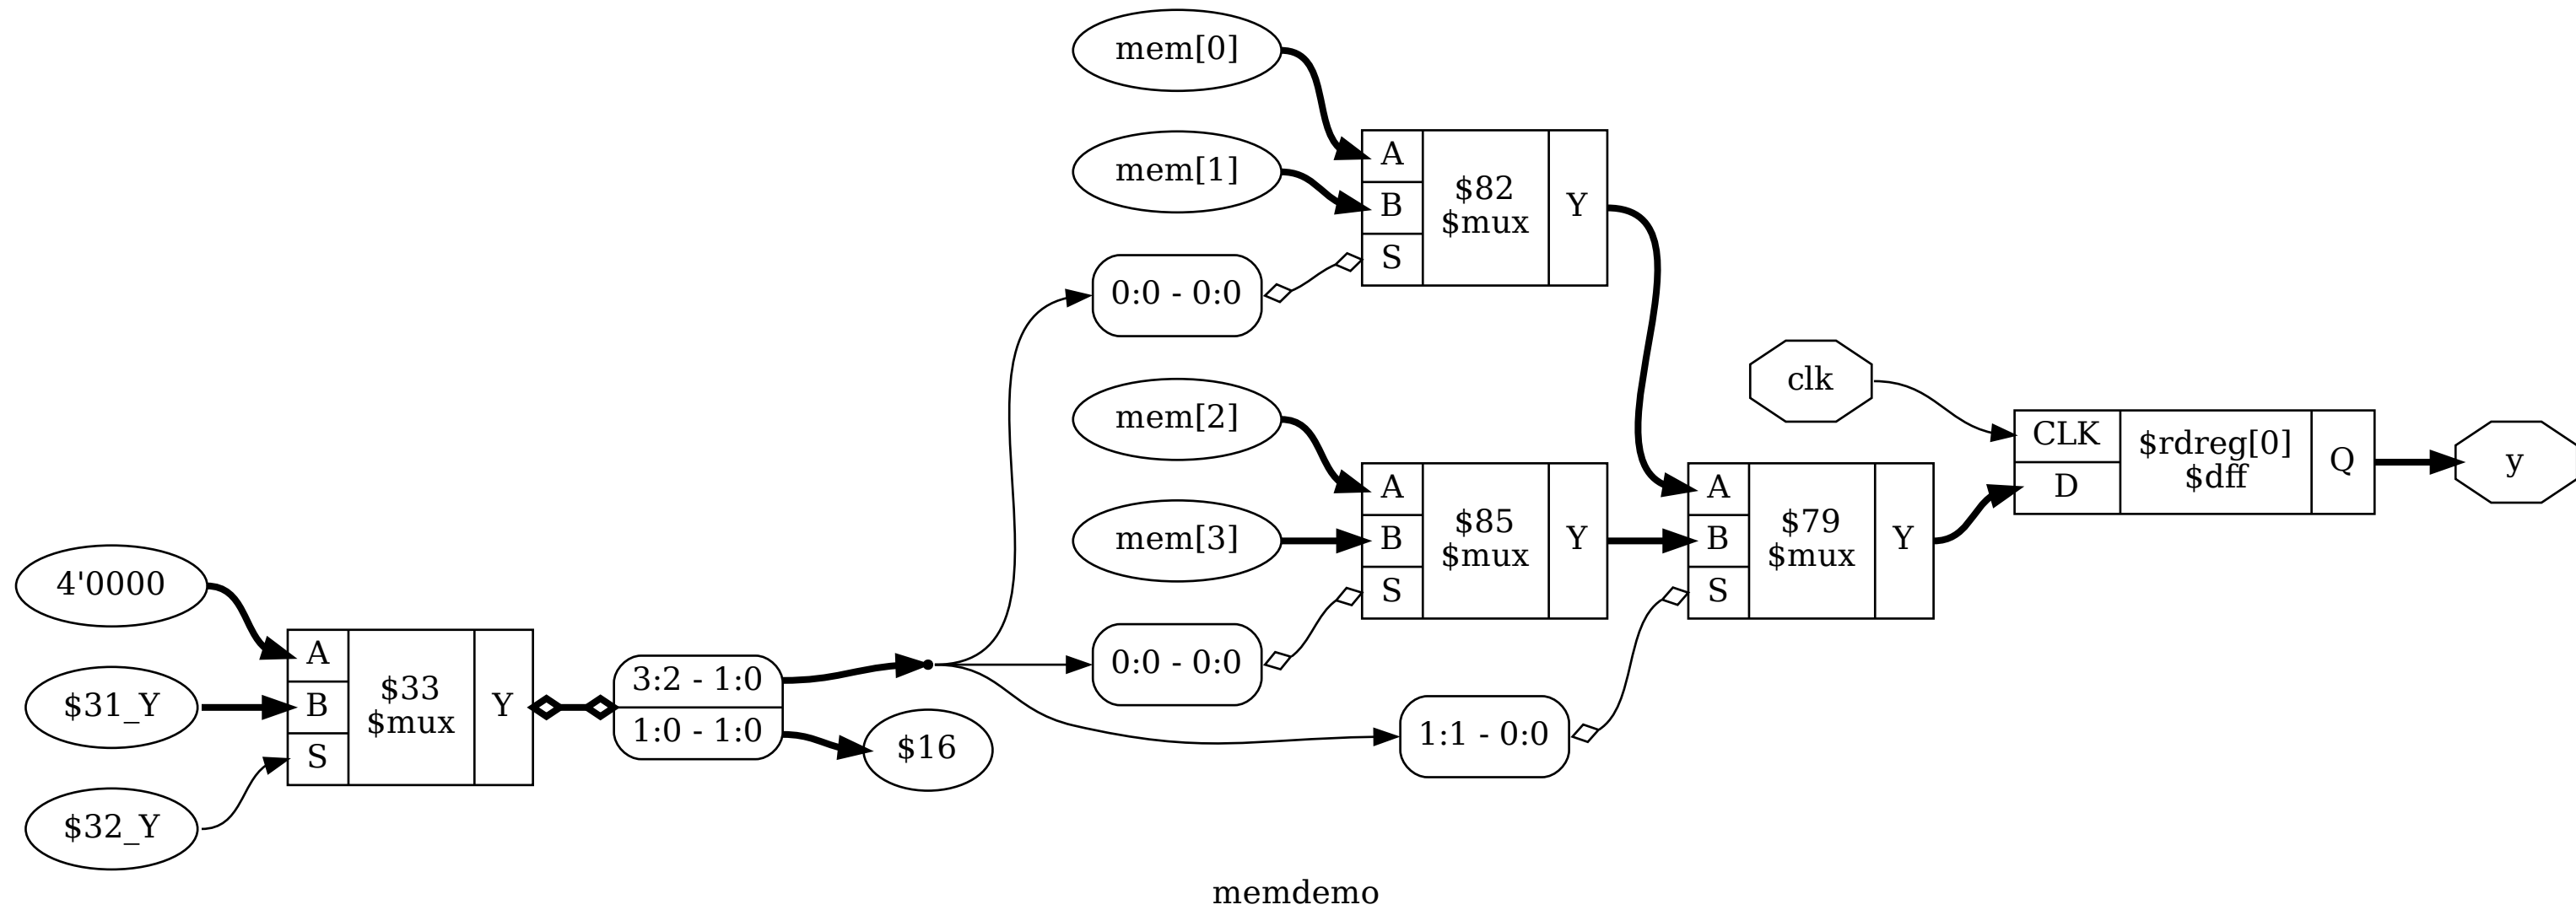 mem[0]
mem[1]
0:0 - 0:0
A
B
S
$82
$mux
Y
mem[2]
mem[3]
0:0 - 0:0
A
B
S
$85
$mux
Y
clk
A
B
S
$79
$mux
Y
CLK
D
$rdreg[0]
$dff
Q
y
4'0000
$31_Y
$32_Y
A
B
S
$33
$mux
Y
3:2 - 1:0
1:0 - 1:0
$16
1:1 - 0:0
memdemo